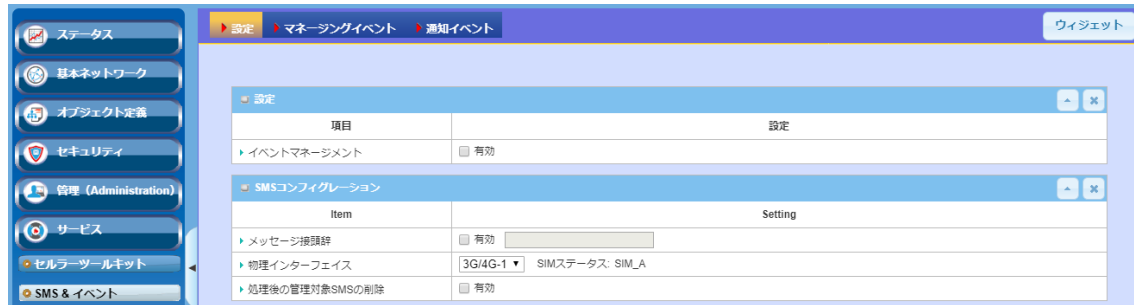 ステータス
基本ネットワーク
オブジェクト定義
セキュリティ
管理（Administration）
サービス
セルラーツールキット
SMS & イベント
設定 マネージングイベント 通知イベント
ウィジェット
設定
項目 設定
イベントマネージメント 有効
SMSコンフィグレーション
Item Setting
メッセージ接頭辞 有効
物理インターフェイス 3G/4G-1 SIMステータス: SIM_A
処理後の管理対象SMSの削除 有効